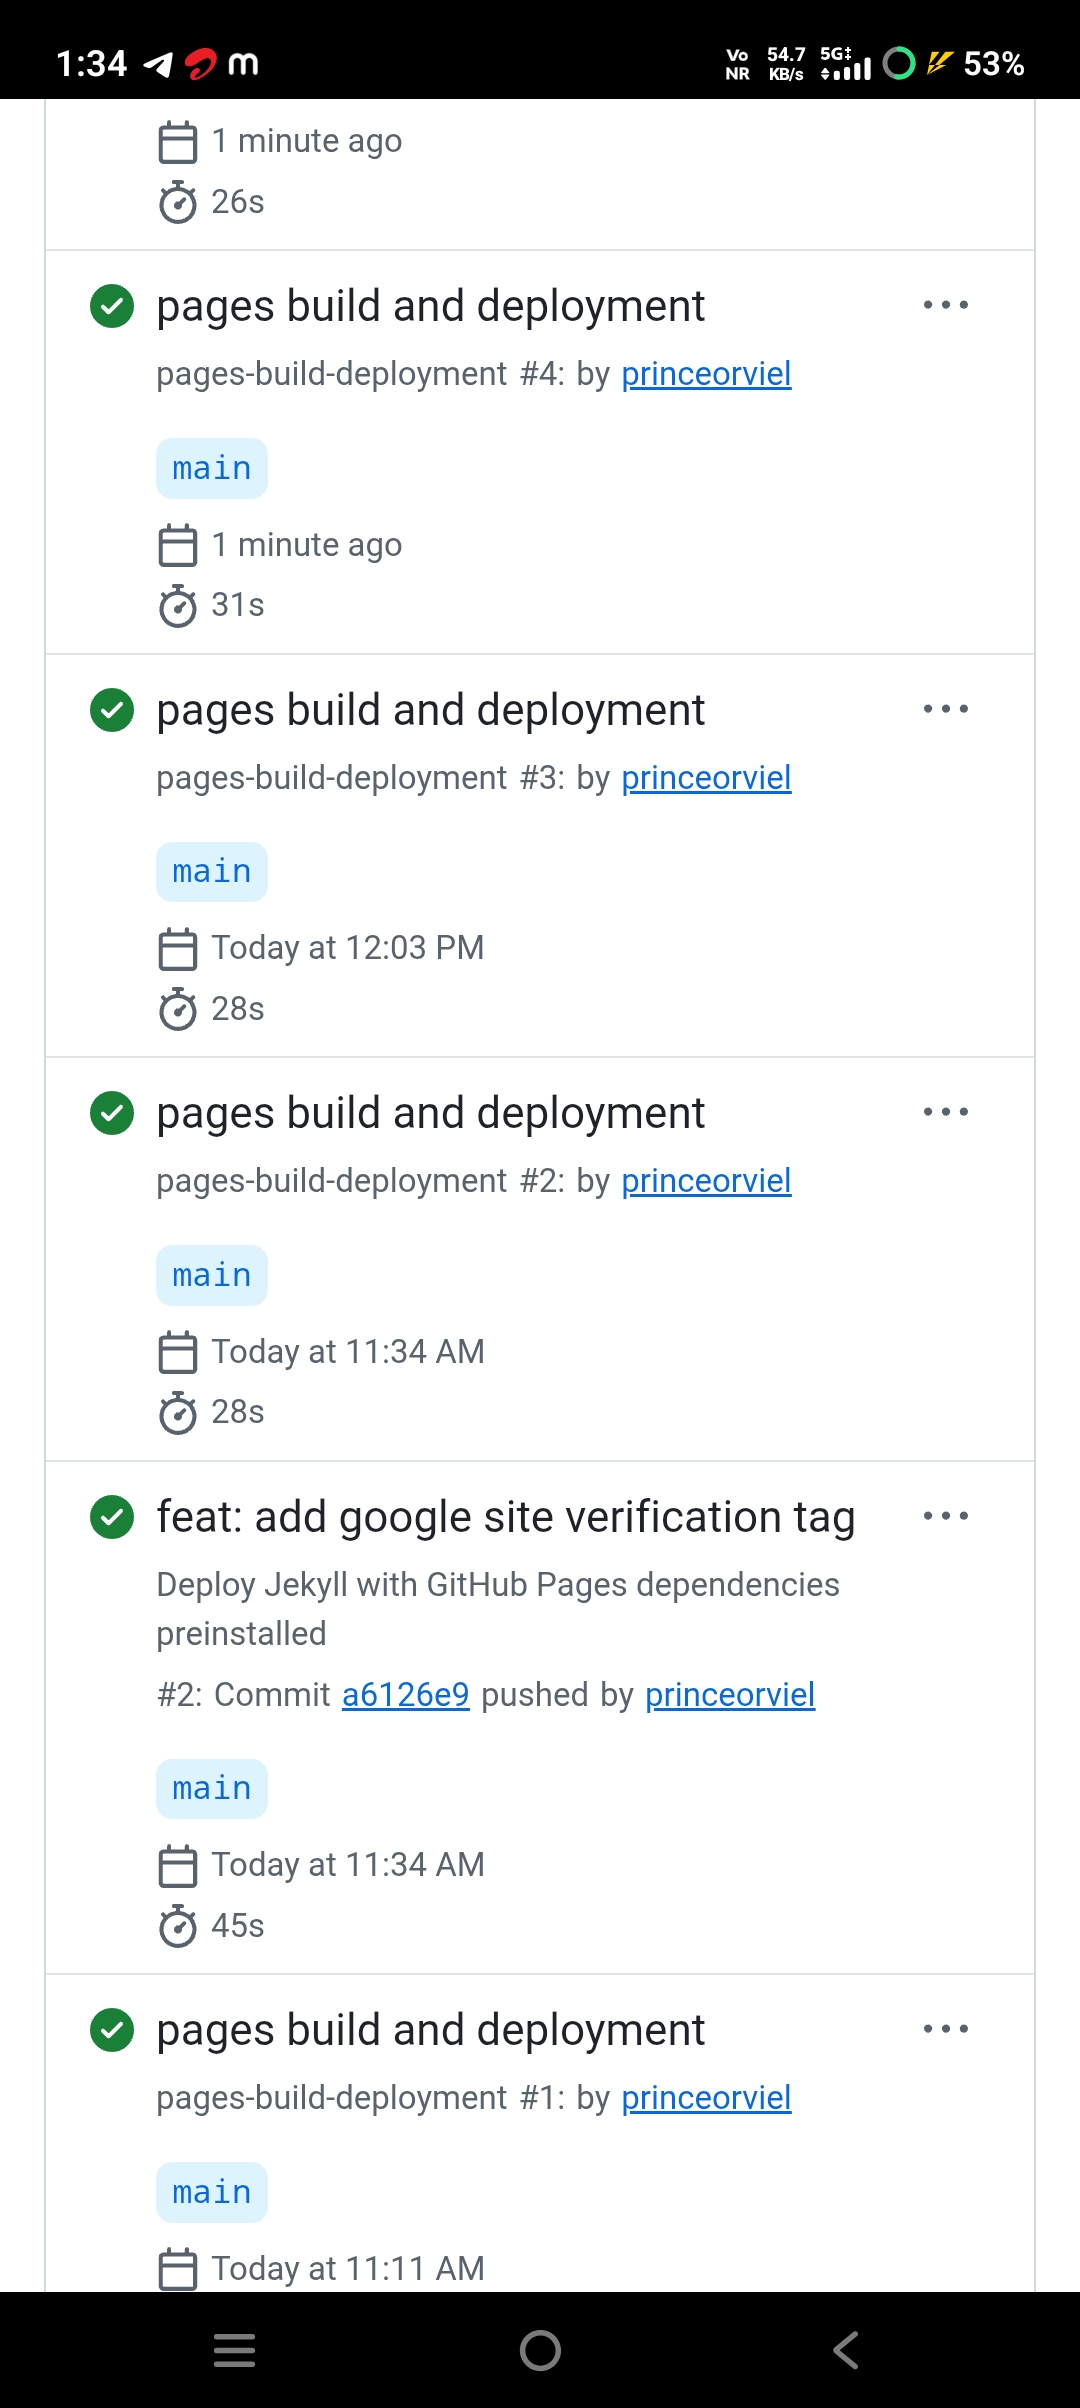 1:34 m Vo NR 54.7 KB/s 5G 53%
1 minute ago
26s
pages build and deployment
pages-build-deployment #4: by princeorviel
main
1 minute ago
31s
pages build and deployment
pages-build-deployment #3: by princeorviel
main
Today at 12:03 PM
28s
pages build and deployment
pages-build-deployment #2: by princeorviel
main
Today at 11:34 AM
28s
feat: add google site verification tag
Deploy Jekyll with GitHub Pages dependencies
preinstalled
#2: Commit a6126e9 pushed by princeorviel
main
Today at 11:34 AM
45s
pages build and deployment
pages-build-deployment #1: by princeorviel
main
Today at 11:11 AM